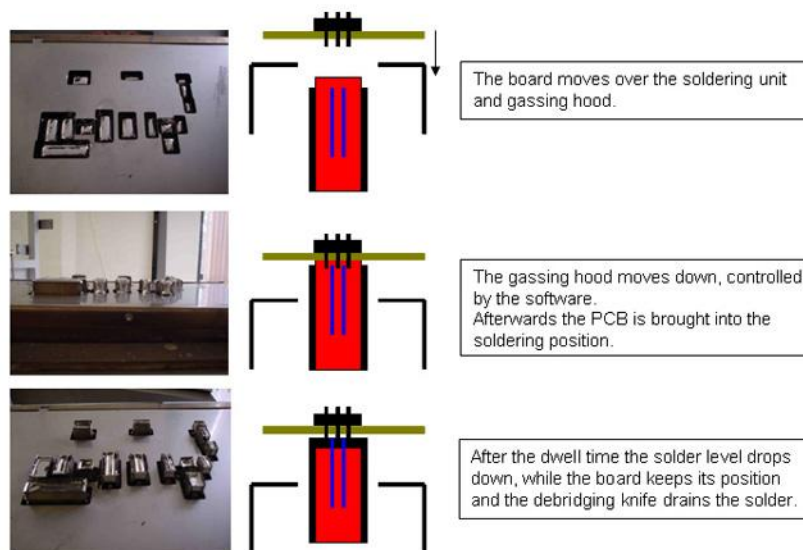 The board moves over the soldering unit
and gassing hood.
The gassing hood moves down, controlled
by the software.
Afterwards the PCB is brought into the
soldering position.
After the dwell time the solder level drops
down, while the board keeps its position
and the debridging knife drains the solder.